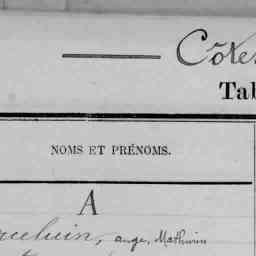 Côtes
Tab
NOMS ET PRÉNOMS.
A
ange, Mathurin